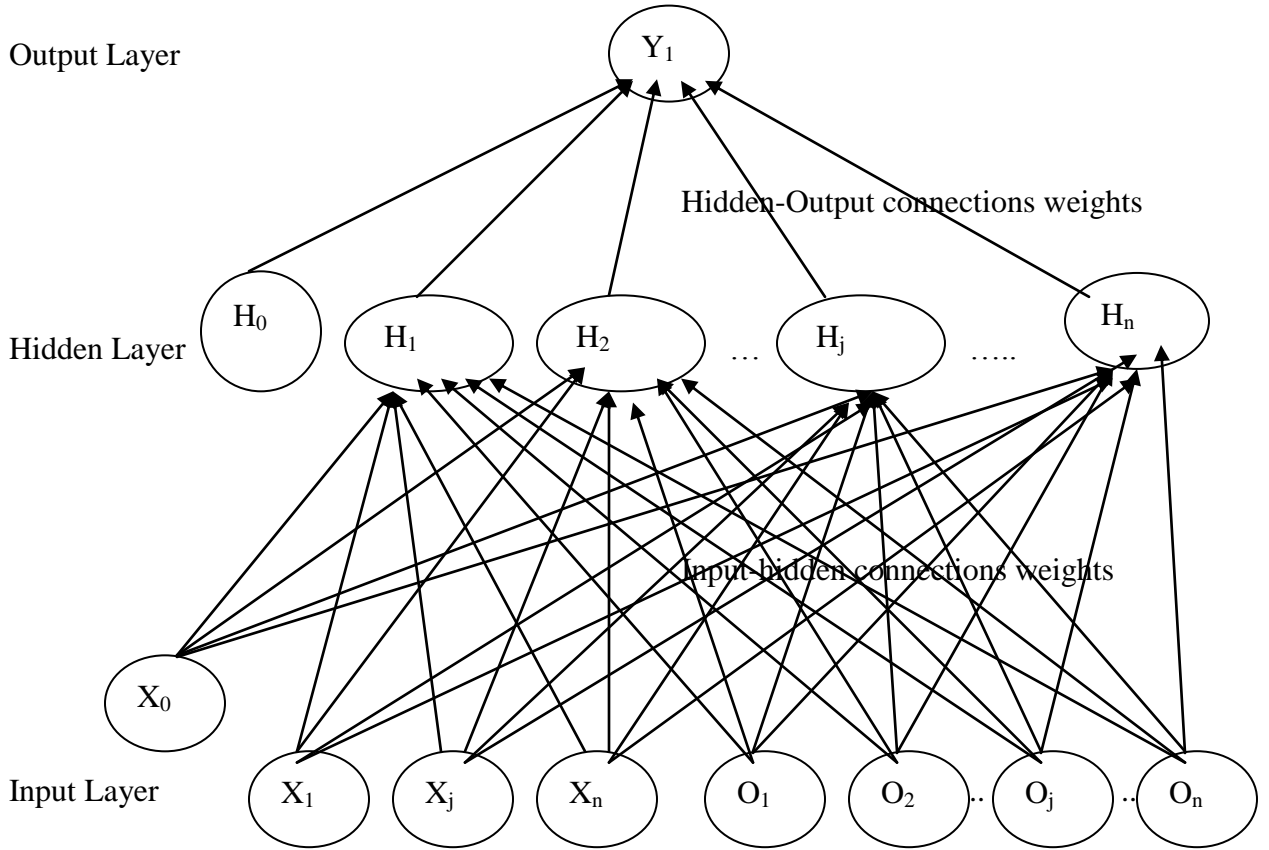 Y₁
Output Layer
Hidden-Output connections weights
H₀
H₁
H₂
Hⱼ
Hₙ
Hidden Layer
...
.....
Input-hidden connections weights
X₀
Input Layer
X₁
Xⱼ
Xₙ
O₁
O₂
..
Oⱼ
..
Oₙ